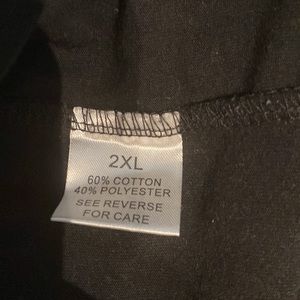 2XL
60% COTTON
40% POLYESTER
SEE REVERSE
FOR CARE